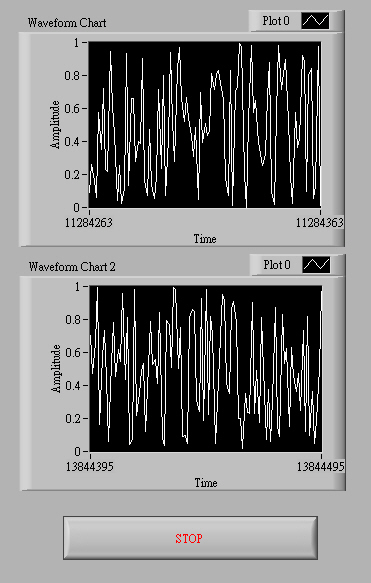 Waveform Chart
Plot 0
1
0.8
0.6
0.4
0.2
0
Amplitude
11284263
11284363
Time
Waveform Chart 2
Plot 0
1
0.8
0.6
0.4
0.2
0
Amplitude
13844395
13844495
Time
STOP